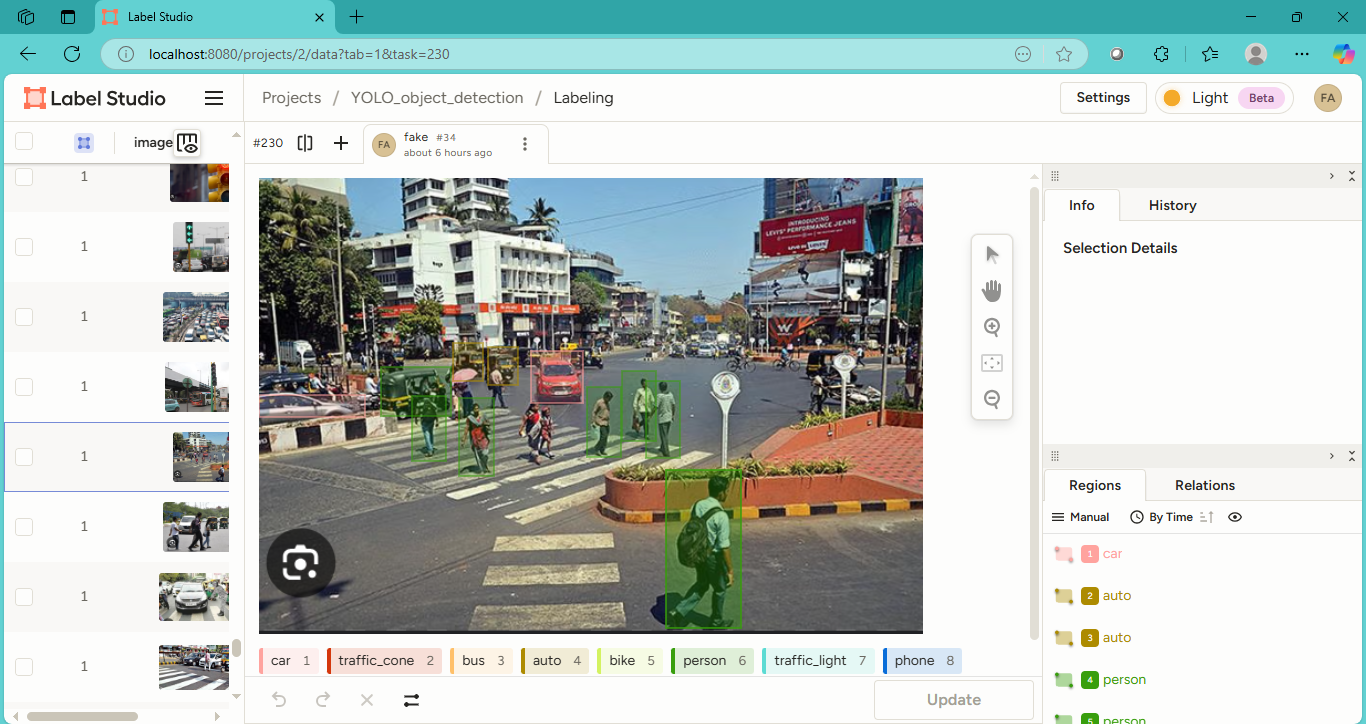 Label Studio
localhost:8080/projects/2/data?tab=1&task=230
Label Studio
Projects / YOLO_object_detection / Labeling
Settings
Light
Beta
FA
image
#230
FA
fake #34
about 6 hours ago
1
1
1
1
1
1
1
1
INTRODUCING
LEVI'S PERFORMANCE JEANS
car 1
traffic_cone 2
bus 3
auto 4
bike 5
person 6
traffic_light 7
phone 8
Update
Info
History
Selection Details
Regions
Relations
Manual
By Time
1 car
2 auto
3 auto
4 person
5 person